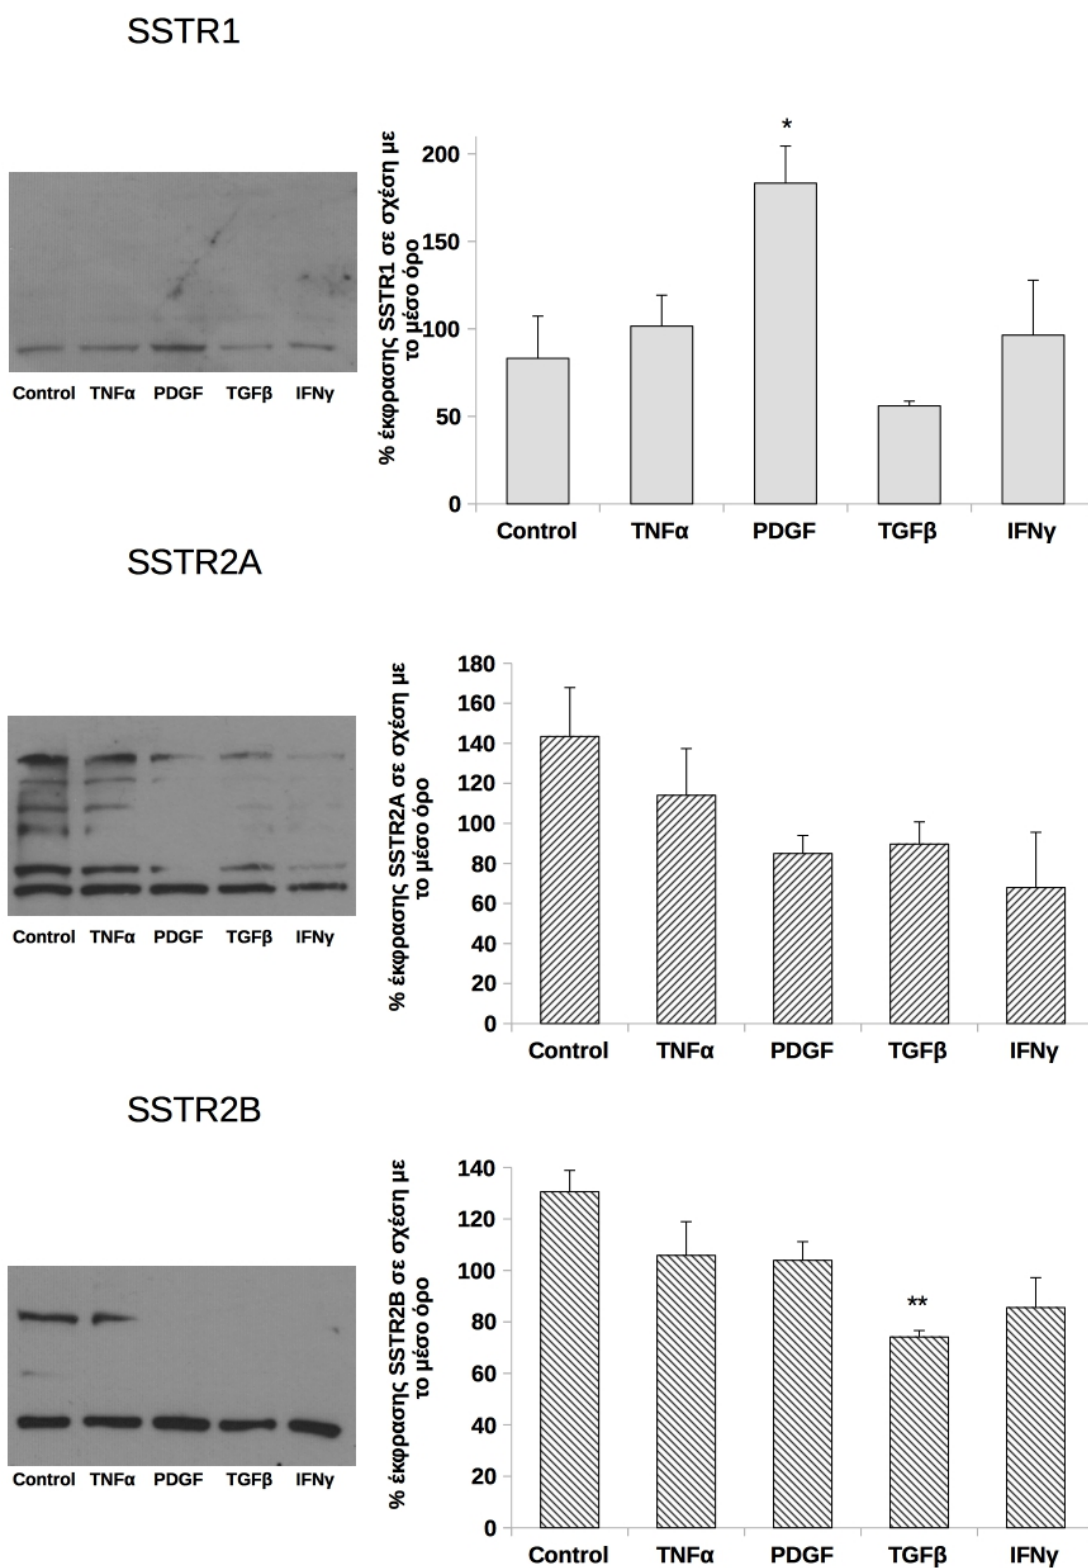 SSTR1
% έκφρασης SSTR1 σε σχέση με
το μέσο όρο
200
150
100
50
0
*
Control TNFα PDGF TGFβ IFNγ
Control TNFα PDGF TGFβ IFNγ
SSTR2A
% έκφρασης SSTR2A σε σχέση με
το μέσο όρο
180
160
140
120
100
80
60
40
20
0
Control TNFα PDGF TGFβ IFNγ
Control TNFα PDGF TGFβ IFNγ
SSTR2B
% έκφρασης SSTR2B σε σχέση με
το μέσο όρο
140
120
100
80
60
40
20
0
**
Control TNFα PDGF TGFβ IFNγ
Control TNFα PDGF TGFβ IFNγ